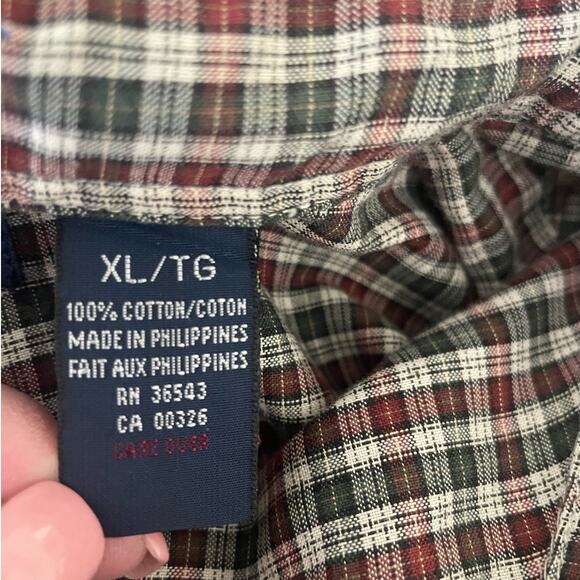 XL/TG
100% COTTON/COTON
MADE IN PHILIPPINES
FAIT AUX PHILIPPINES
RN 36543
CA 00326
CARE OVER